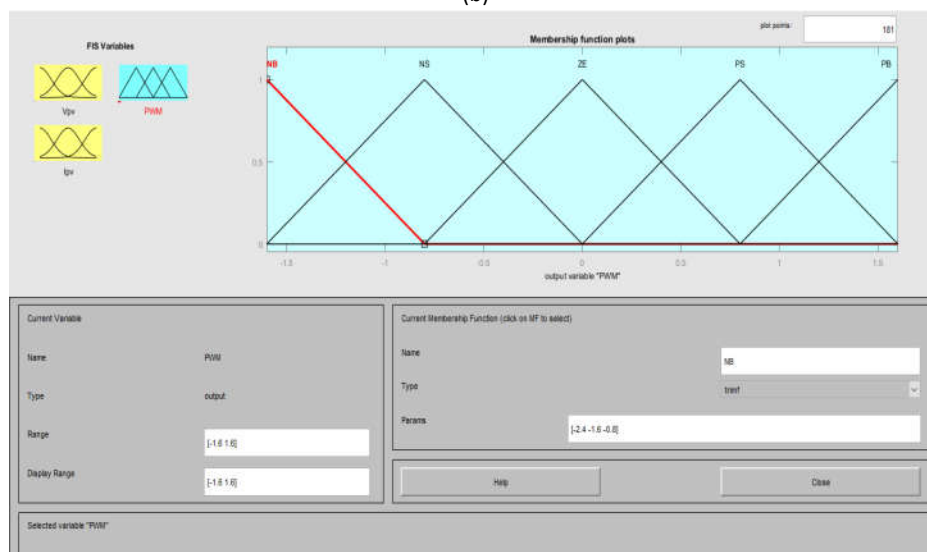 (b)
plot points: 181
FIS Variables
Membership function plots
NB NS ZE PS PB
1
Vpv PWM
0.5
Ipv
0
-1.5 -1 -0.5 0 0.5 1 1.5
output variable "PWM"
Current Variable
Current Membership Function (click on MF to select)
Name PWM
Name NB
Type output
Type trimf
Range [-1.6 1.6]
Params [-2.4 -1.6 -0.8]
Display Range [-1.6 1.6]
Help Close
Selected variable "PWM"